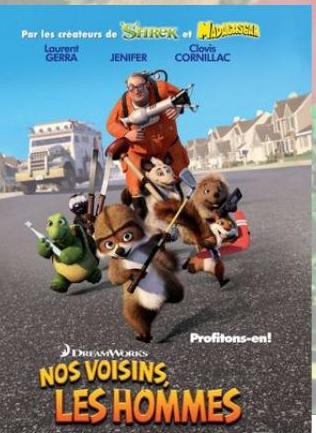 Par les créateurs de SHREK et MADAGASCAR
Laurent GERRA
JENIFER
Clovis CORNILLAC
Profitons-en!
DREAMWORKS
NOS VOISINS,
LES HOMMES